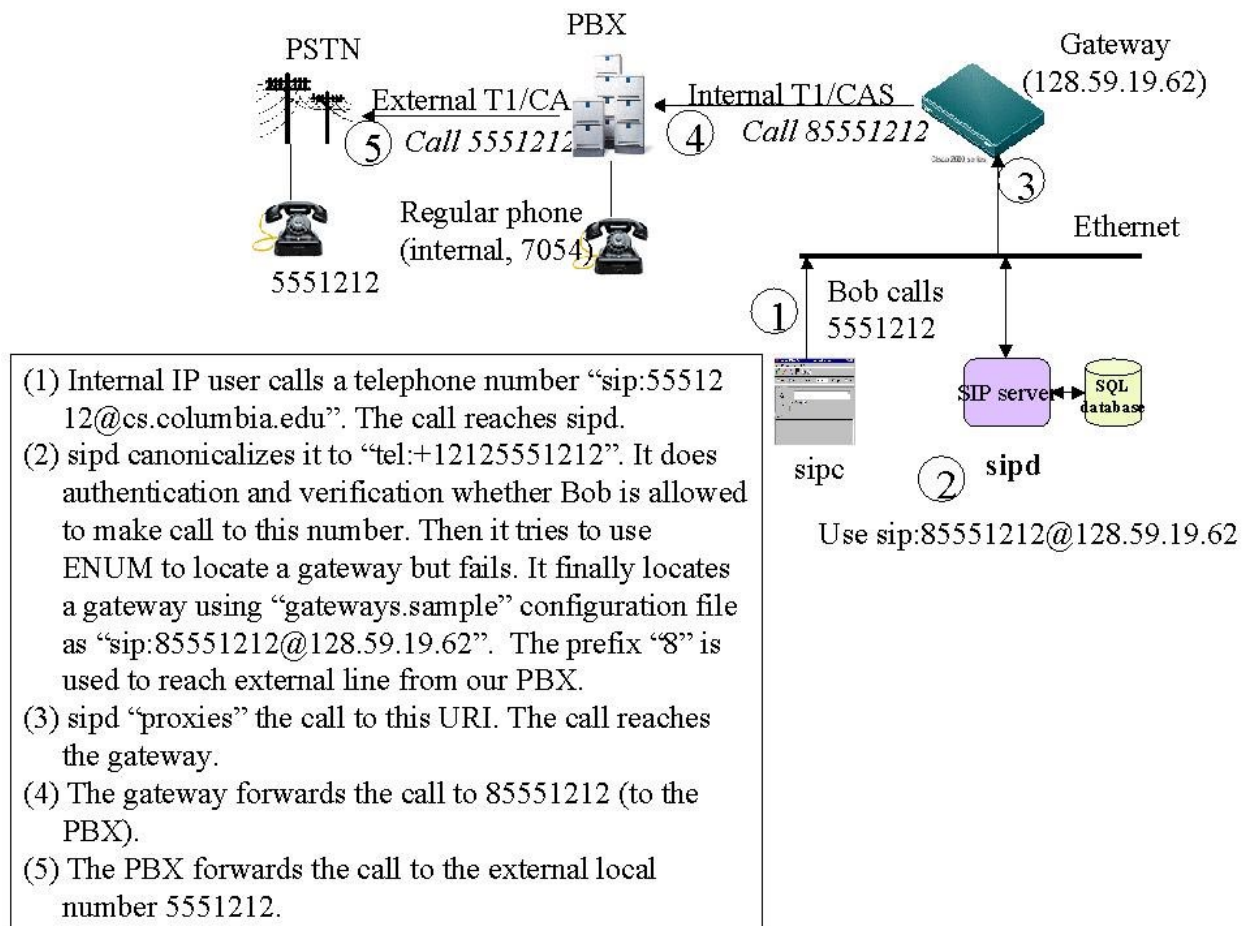 PBX
PSTN
Gateway
(128.59.19.62)
External T1/CA
Internal T1/CAS
Call 5551212
Call 85551212
5
4
Cisco 2600 series
3
Regular phone
(internal, 7054)
Ethernet
5551212
1
Bob calls
5551212
SIP server
SQL
database
sipc
2
sipd
Use sip:85551212@128.59.19.62
(1) Internal IP user calls a telephone number “sip:55512
12@cs.columbia.edu”. The call reaches sipd.
(2) sipd canonicalizes it to “tel:+12125551212”. It does
authentication and verification whether Bob is allowed
to make call to this number. Then it tries to use
ENUM to locate a gateway but fails. It finally locates
a gateway using “gateways.sample” configuration file
as “sip:85551212@128.59.19.62”. The prefix “8” is
used to reach external line from our PBX.
(3) sipd “proxies” the call to this URI. The call reaches
the gateway.
(4) The gateway forwards the call to 85551212 (to the
PBX).
(5) The PBX forwards the call to the external local
number 5551212.